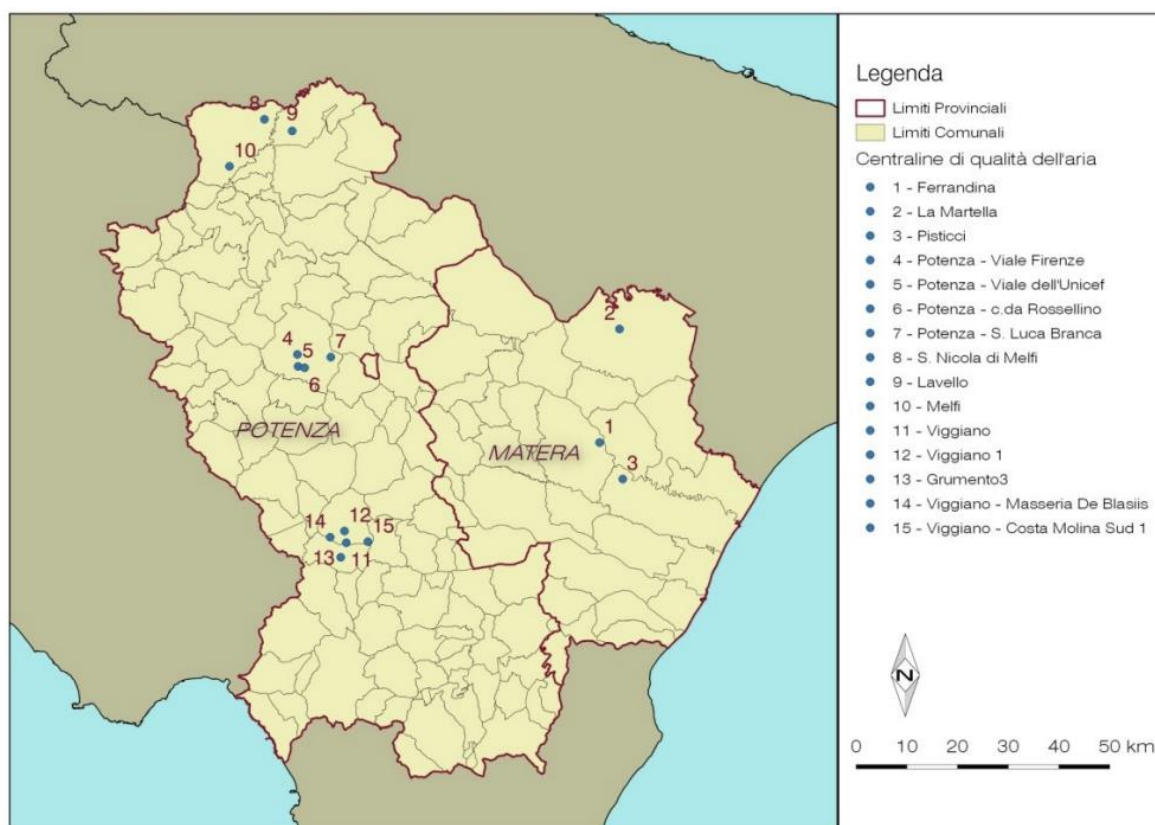 8
9
10
2
4
5
7
6
POTENZA
1
MATERA
3
14
12
15
13
11
Legenda
Limiti Provinciali
Limiti Comunali
Centraline di qualità dell'aria
1 - Ferrandina
2 - La Martella
3 - Pisticci
4 - Potenza - Viale Firenze
5 - Potenza - Viale dell'Unicef
6 - Potenza - c.da Rossellino
7 - Potenza - S. Luca Branca
8 - S. Nicola di Melfi
9 - Lavello
10 - Melfi
11 - Viggiano
12 - Viggiano 1
13 - Grumento3
14 - Viggiano - Masseria De Blasiis
15 - Viggiano - Costa Molina Sud 1
N
0 10 20 30 40 50 km